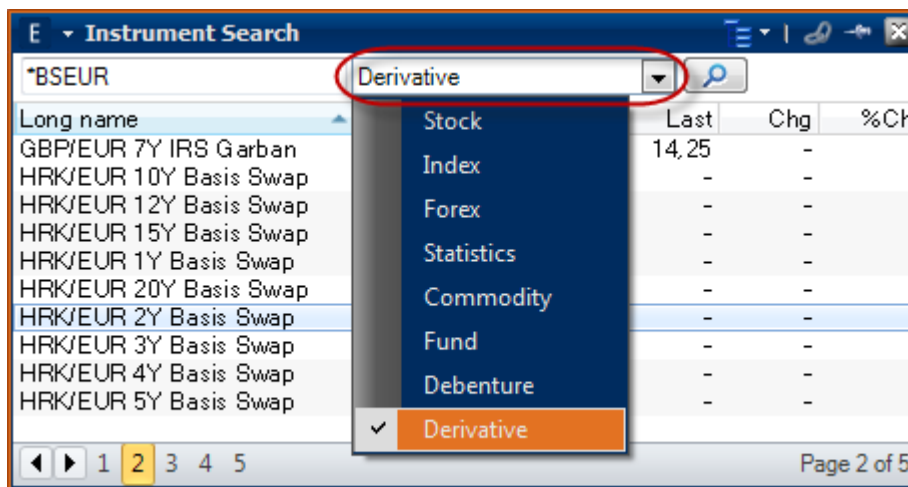 E Instrument Search
*BSEUR Derivative
Long name Last Chg %Ch
GBP/EUR 7Y IRS Garban 14,25 -
HRK/EUR 10Y Basis Swap - -
HRK/EUR 12Y Basis Swap - -
HRK/EUR 15Y Basis Swap - -
HRK/EUR 1Y Basis Swap - -
HRK/EUR 20Y Basis Swap - -
HRK/EUR 2Y Basis Swap - -
HRK/EUR 3Y Basis Swap - -
HRK/EUR 4Y Basis Swap - -
HRK/EUR 5Y Basis Swap - -
Stock
Index
Forex
Statistics
Commodity
Fund
Debenture
Derivative
1 2 3 4 5 Page 2 of 5